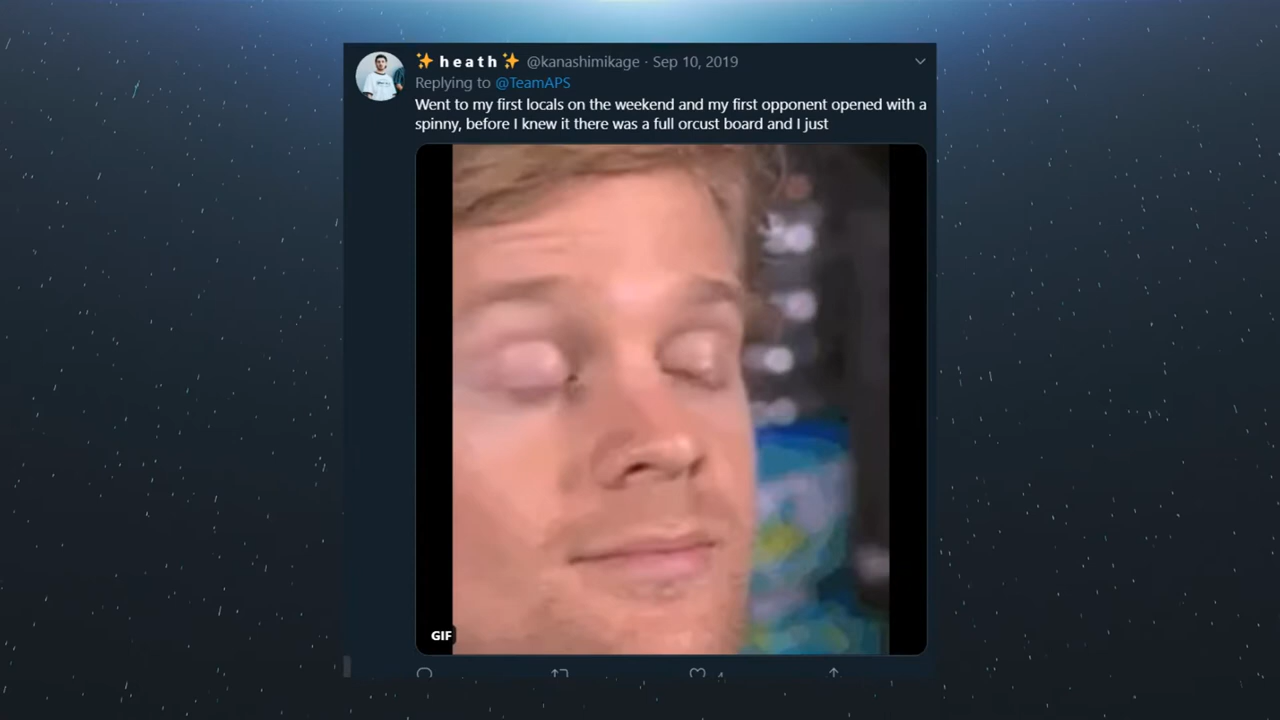 ✨ h e a t h ✨ @kanashimikage · Sep 10, 2019
Replying to @TeamAPS
Went to my first locals on the weekend and my first opponent opened with a
spinny, before I knew it there was a full orcust board and I just
GIF